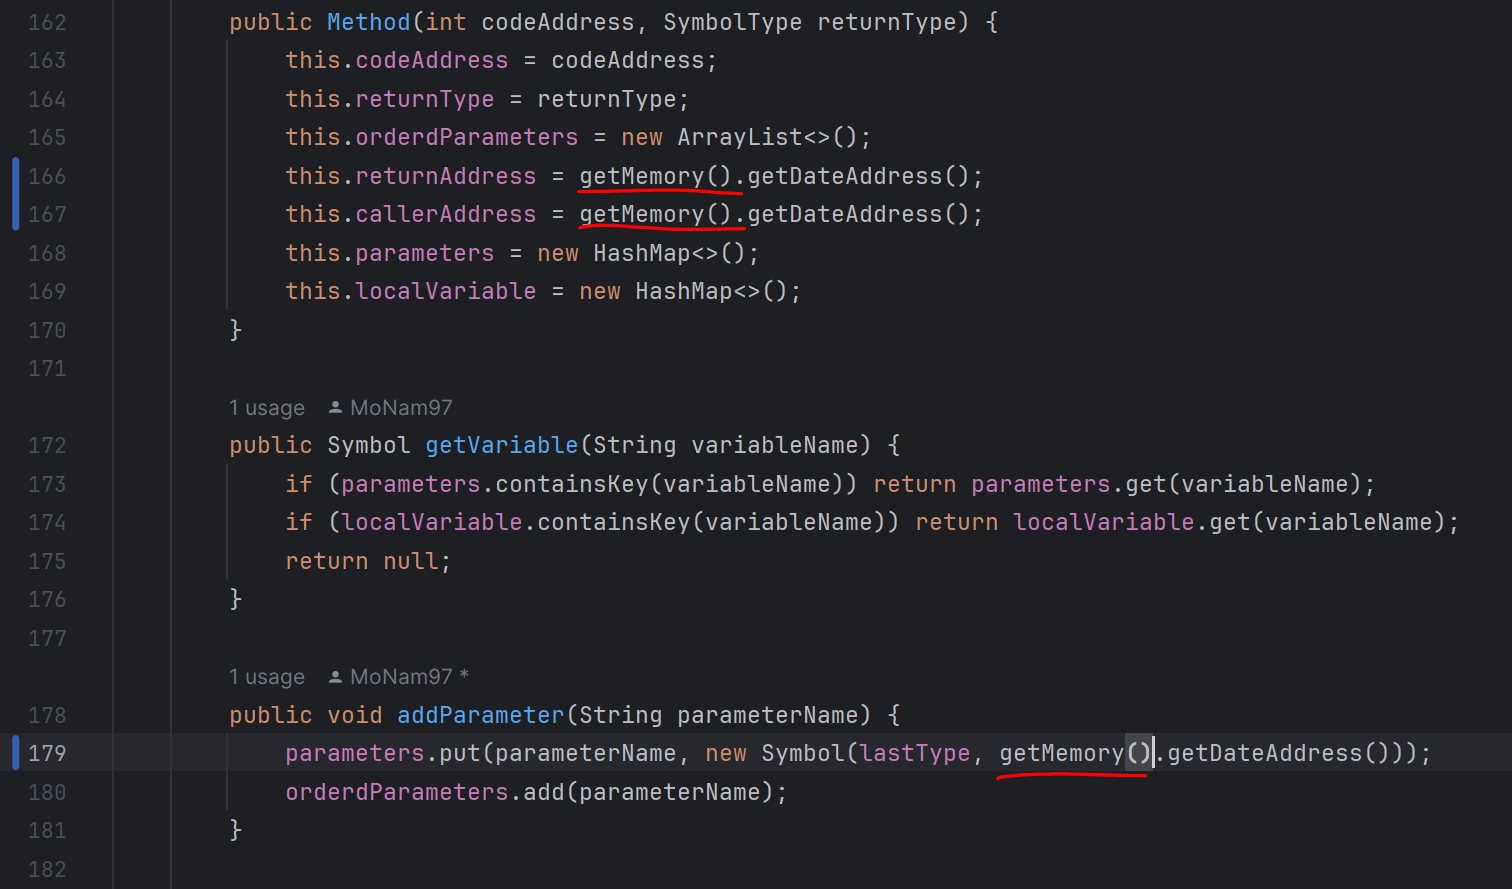 162 public Method(int codeAddress, SymbolType returnType) {
163 this.codeAddress = codeAddress;
164 this.returnType = returnType;
165 this.orderdParameters = new ArrayList<>();
166 this.returnAddress = getMemory().getDateAddress();
167 this.callerAddress = getMemory().getDateAddress();
168 this.parameters = new HashMap<>();
169 this.localVariable = new HashMap<>();
170 }
171
1 usage MoNam97
172 public Symbol getVariable(String variableName) {
173 if (parameters.containsKey(variableName)) return parameters.get(variableName);
174 if (localVariable.containsKey(variableName)) return localVariable.get(variableName);
175 return null;
176 }
177
1 usage MoNam97 *
178 public void addParameter(String parameterName) {
179 parameters.put(parameterName, new Symbol(lastType, getMemory().getDateAddress()));
180 orderdParameters.add(parameterName);
181 }
182